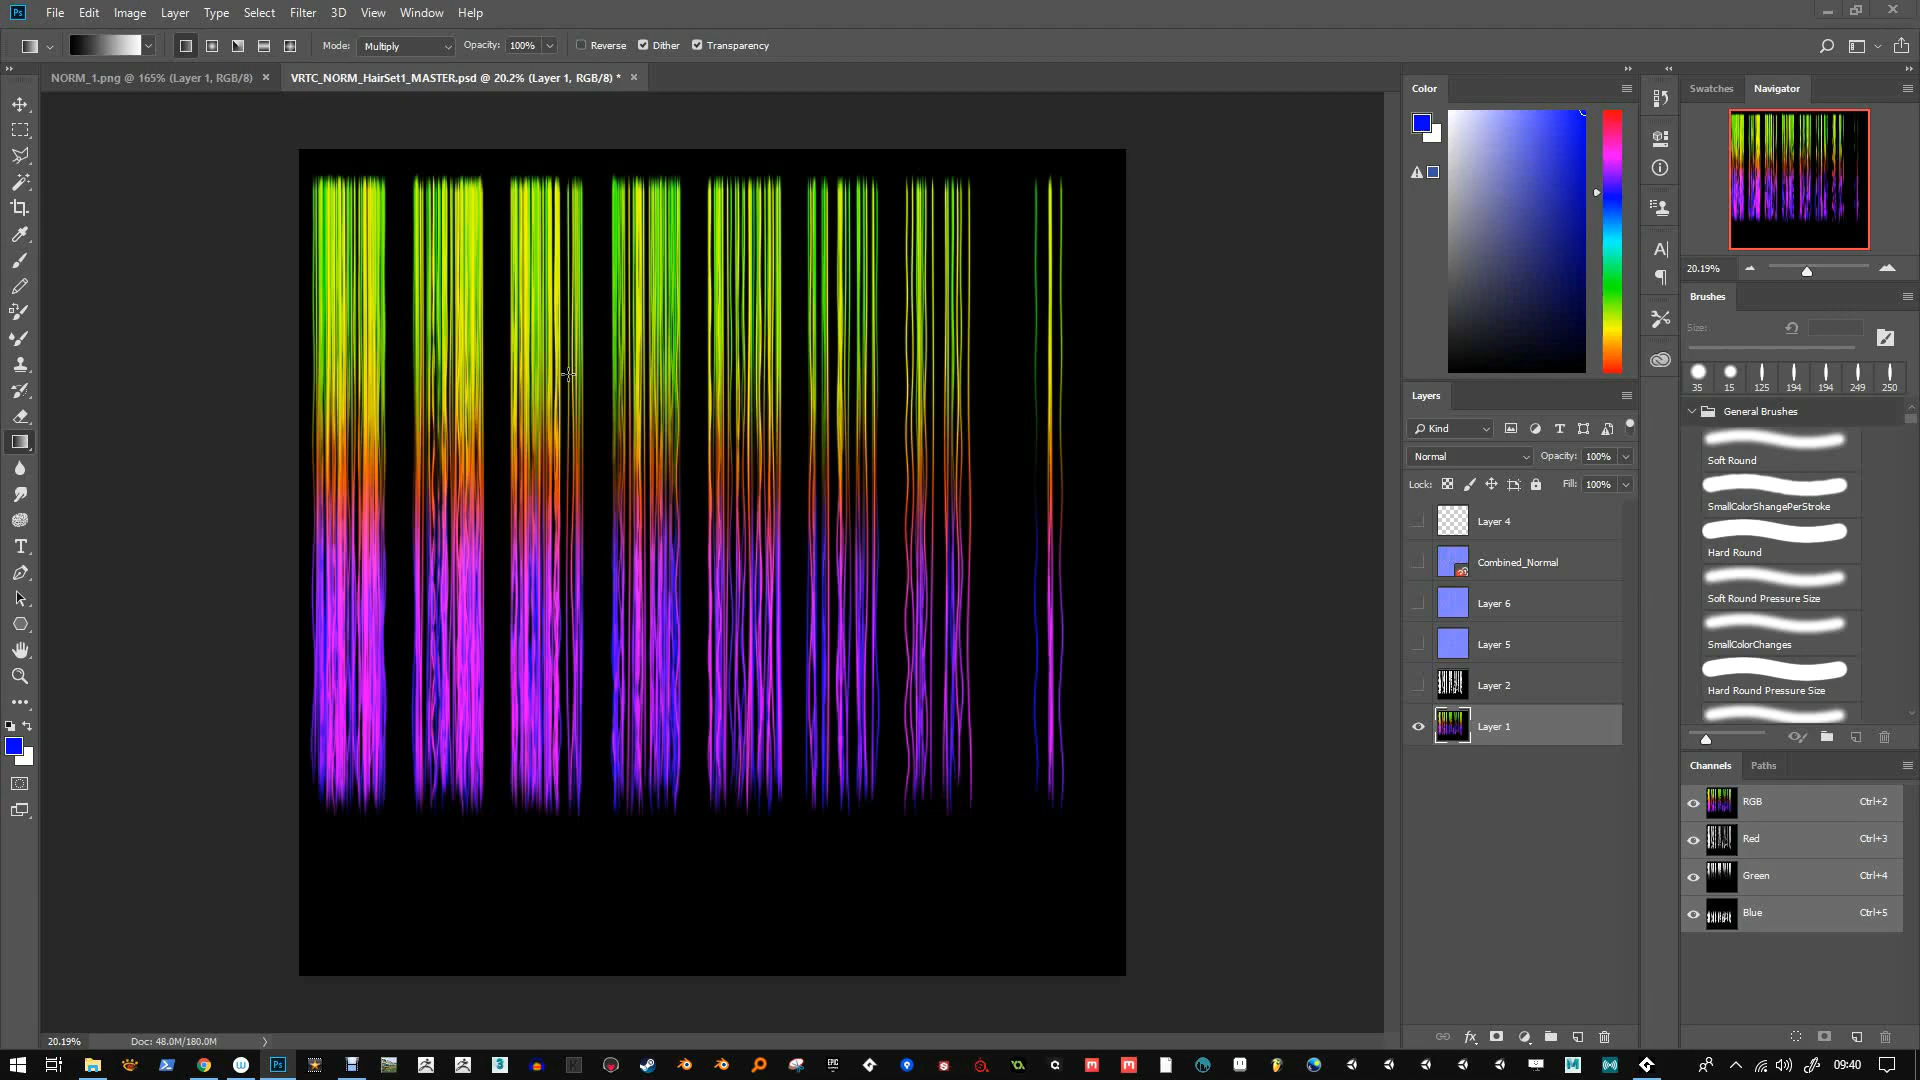 Ps File Edit Image Layer Type Select Filter 3D View Window Help
Mode: Multiply Opacity: 100% Reverse Dither Transparency
NORM_1.png @ 165% (Layer 1, RGB/8) × VRTC_NORM_HairSet1_MASTER.psd @ 20.2% (Layer 1, RGB/8) * ×
Color
Swatches Navigator
20.19%
Brushes
Size:
35 15 125 194 194 249 250
General Brushes
Soft Round
SmallColorShangePerStroke
Hard Round
Soft Round Pressure Size
SmallColorChanges
Hard Round Pressure Size
Layers
Kind
Normal Opacity: 100%
Lock: Fill: 100%
Layer 4
Combined_Normal
Layer 6
Layer 5
Layer 2
Layer 1
Channels Paths
RGB Ctrl+2
Red Ctrl+3
Green Ctrl+4
Blue Ctrl+5
20.19% Doc: 48.0M/180.0M
09:40